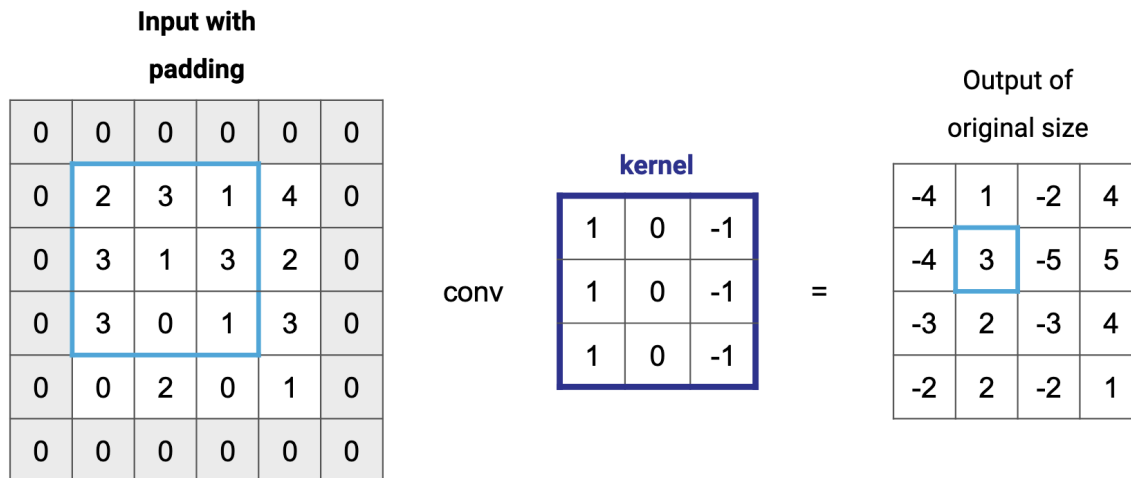 Input with
padding
0 0 0 0 0 0
0 2 3 1 4 0
0 3 1 3 2 0
0 3 0 1 3 0
0 0 2 0 1 0
0 0 0 0 0 0
conv
kernel
1 0 -1
1 0 -1
1 0 -1
=
Output of
original size
-4 1 -2 4
-4 3 -5 5
-3 2 -3 4
-2 2 -2 1